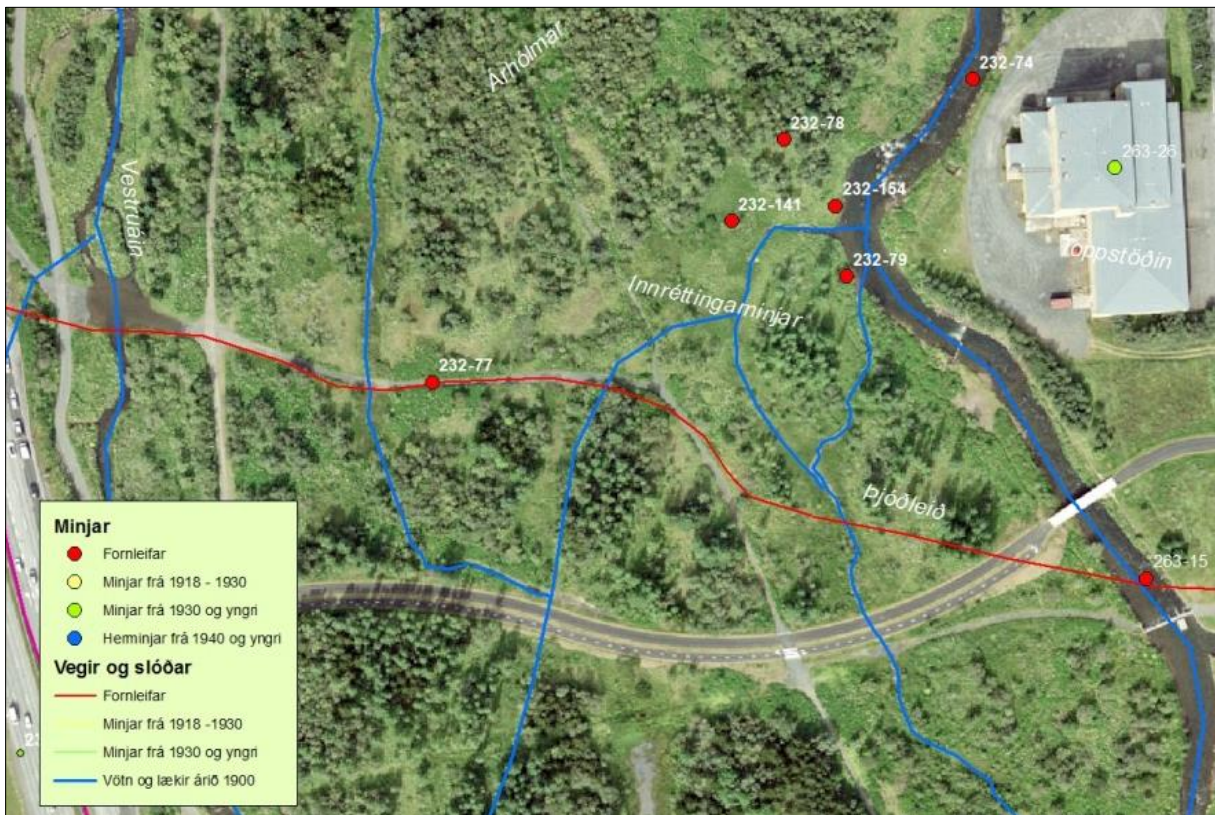 Árhólmar
232-74
232-78
263-26
Vestruáin
232-154
232-141
Toppstöðin
232-79
Innréttingaminjar
232-77
Þjóðleið
263-15
Minjar
Fornleifar
Minjar frá 1918 - 1930
Minjar frá 1930 og yngri
Herminjar frá 1940 og yngri
Vegir og slóðar
Fornleifar
Minjar frá 1918 -1930
Minjar frá 1930 og yngri
Vötn og lækir árið 1900